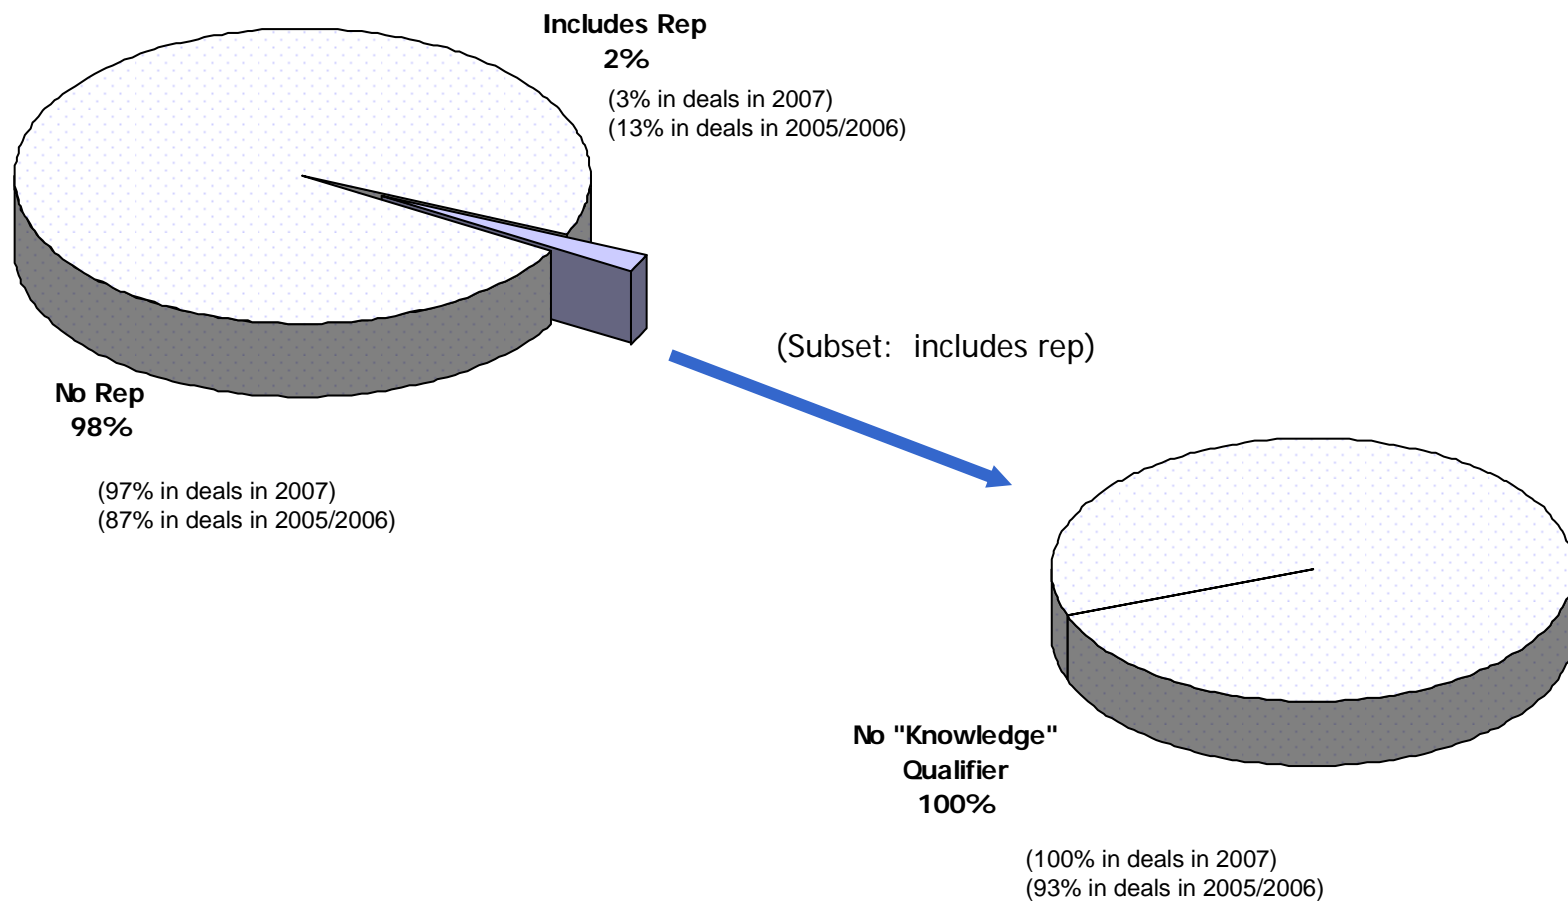 Includes Rep
2%
(3% in deals in 2007)
(13% in deals in 2005/2006)
(Subset: includes rep)
No Rep
98%
(97% in deals in 2007)
(87% in deals in 2005/2006)
No "Knowledge"
Qualifier
100%
(100% in deals in 2007)
(93% in deals in 2005/2006)